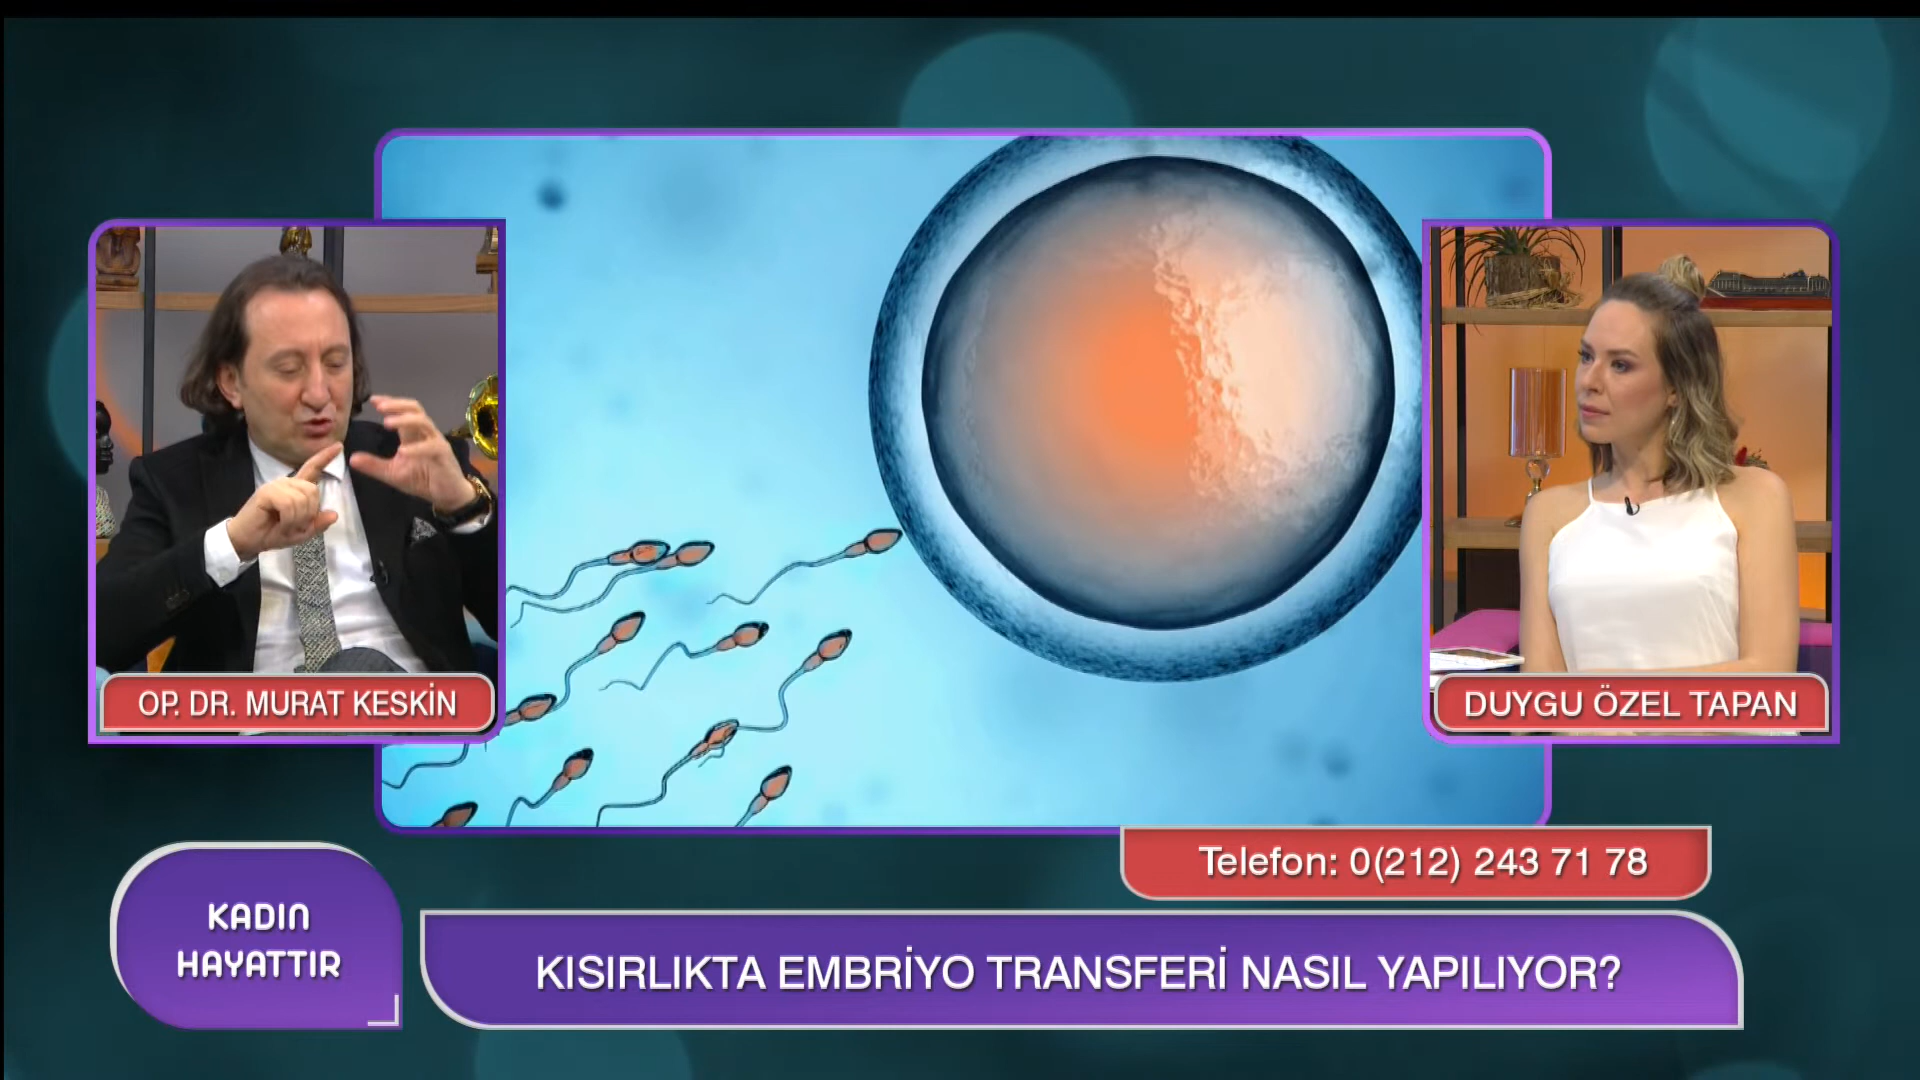 OP. DR. MURAT KESKİN
DUYGU ÖZEL TAPAN
Telefon: 0(212) 243 71 78
KADIN
HAYATTIR
KISIRLIKTA EMBRİYO TRANSFERİ NASIL YAPILIYOR?